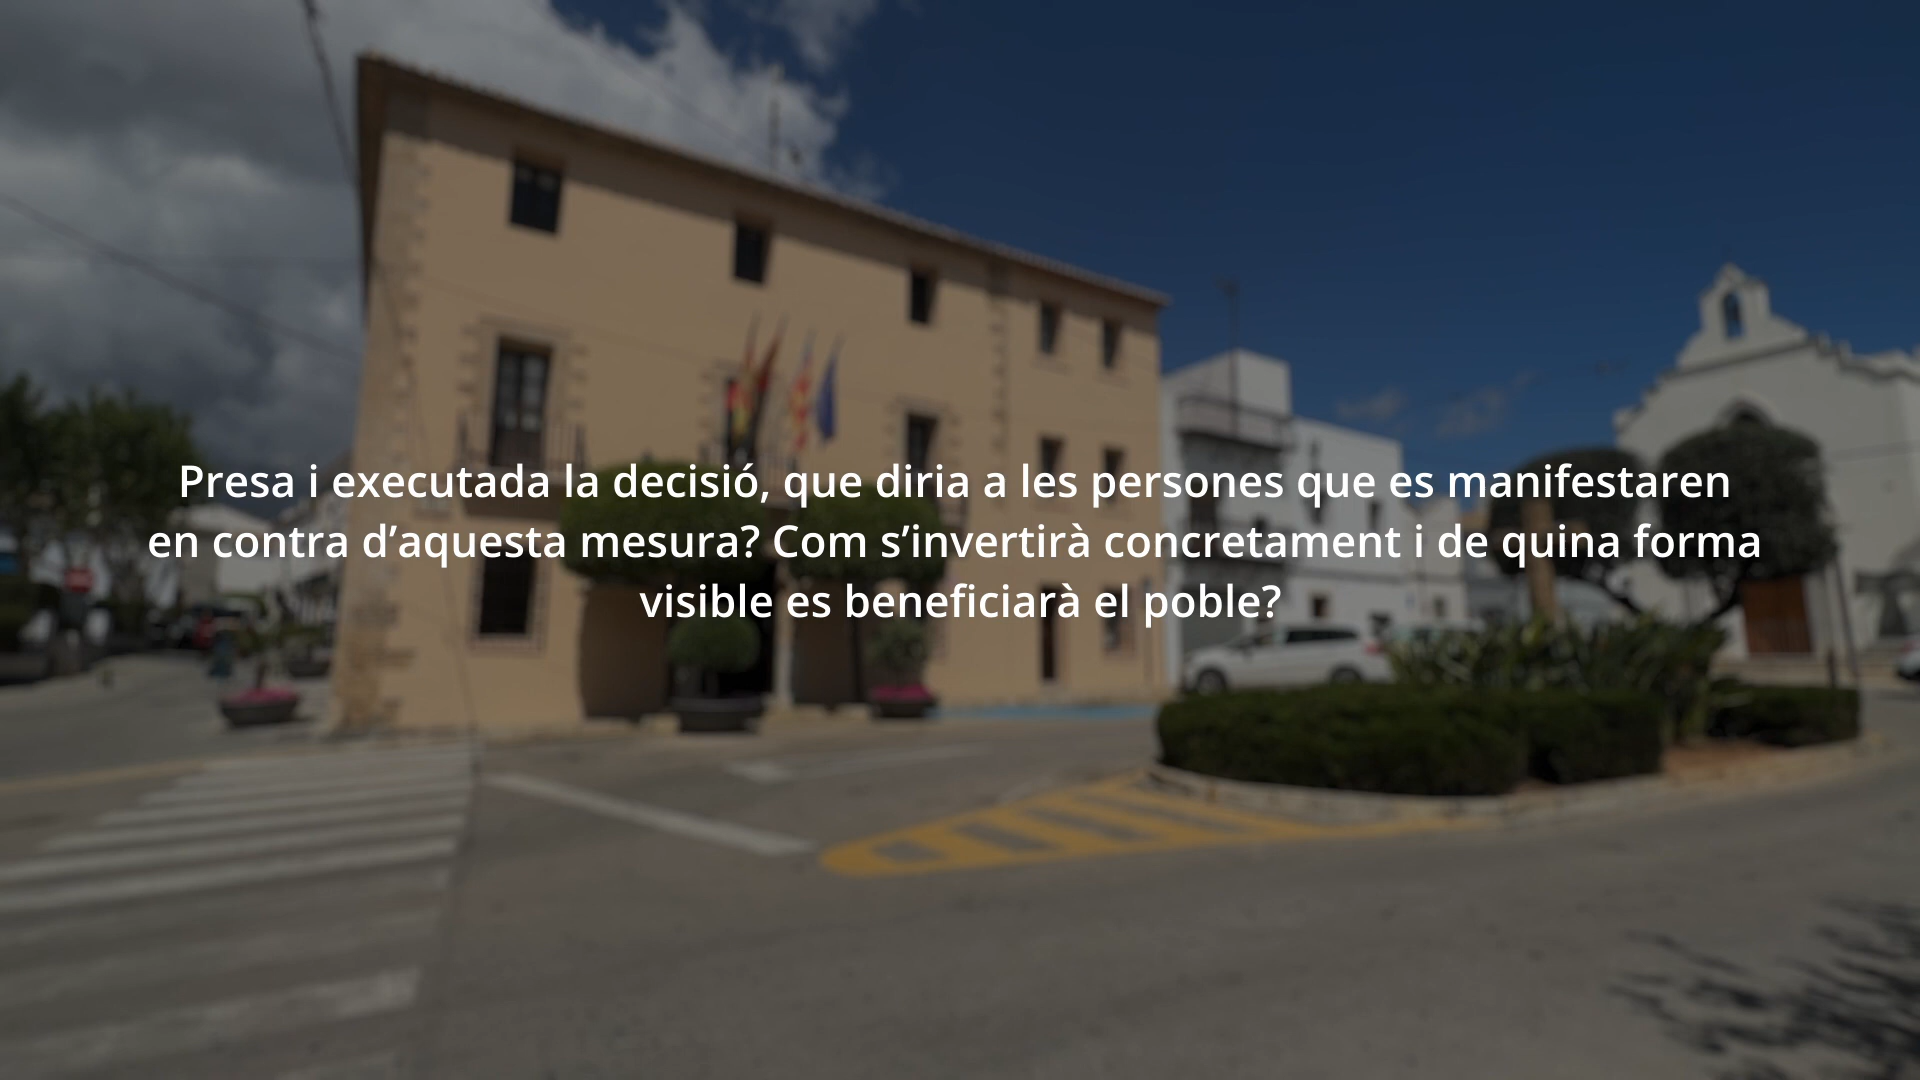 Presa i executada la decisió, que diria a les persones que es manifestaren
en contra d’aquesta mesura? Com s’invertirà concretament i de quina forma
visible es beneficiarà el poble?